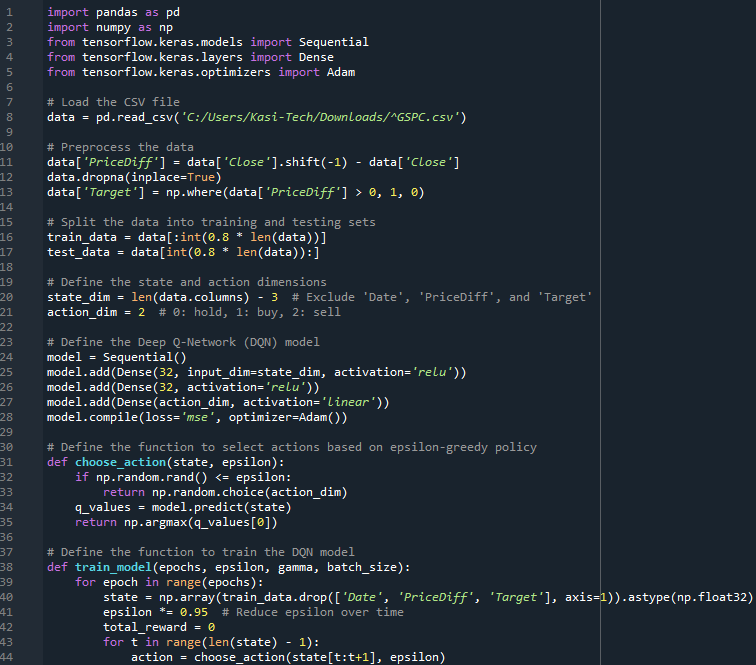 1 import pandas as pd
2 import numpy as np
3 from tensorflow.keras.models import Sequential
4 from tensorflow.keras.layers import Dense
5 from tensorflow.keras.optimizers import Adam
6
7 # Load the CSV file
8 data = pd.read_csv('C:/Users/Kasi-Tech/Downloads/^GSPC.csv')
9
10 # Preprocess the data
11 data['PriceDiff'] = data['Close'].shift(-1) - data['Close']
12 data.dropna(inplace=True)
13 data['Target'] = np.where(data['PriceDiff'] > 0, 1, 0)
14
15 # Split the data into training and testing sets
16 train_data = data[:int(0.8 * len(data))]
17 test_data = data[int(0.8 * len(data)):]
18
19 # Define the state and action dimensions
20 state_dim = len(data.columns) - 3  # Exclude 'Date', 'PriceDiff', and 'Target'
21 action_dim = 2  # 0: hold, 1: buy, 2: sell
22
23 # Define the Deep Q-Network (DQN) model
24 model = Sequential()
25 model.add(Dense(32, input_dim=state_dim, activation='relu'))
26 model.add(Dense(32, activation='relu'))
27 model.add(Dense(action_dim, activation='linear'))
28 model.compile(loss='mse', optimizer=Adam())
29
30 # Define the function to select actions based on epsilon-greedy policy
31 def choose_action(state, epsilon):
32     if np.random.rand() <= epsilon:
33         return np.random.choice(action_dim)
34     q_values = model.predict(state)
35     return np.argmax(q_values[0])
36
37 # Define the function to train the DQN model
38 def train_model(epochs, epsilon, gamma, batch_size):
39     for epoch in range(epochs):
40         state = np.array(train_data.drop(['Date', 'PriceDiff', 'Target'], axis=1)).astype(np.float32)
41         epsilon *= 0.95  # Reduce epsilon over time
42         total_reward = 0
43         for t in range(len(state) - 1):
44             action = choose_action(state[t:t+1], epsilon)